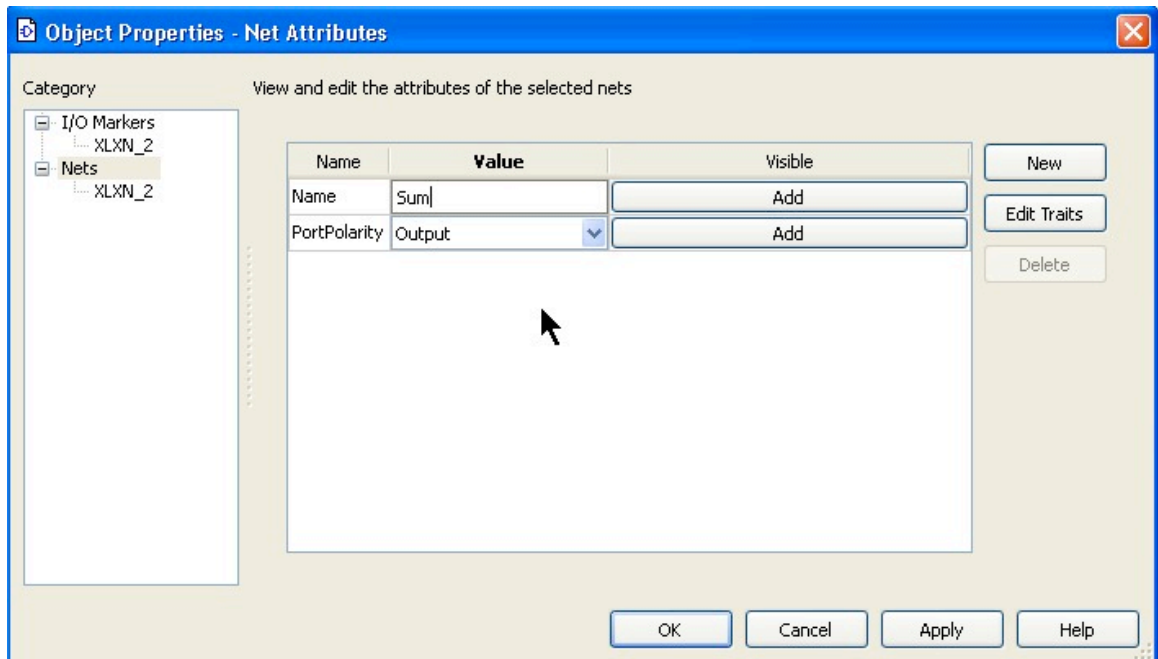 Object Properties - Net Attributes
Category
View and edit the attributes of the selected nets
I/O Markers
XLXN_2
Nets
XLXN_2
Name Value Visible
Name Sum Add
PortPolarity Output Add
New
Edit Traits
Delete
OK Cancel Apply Help